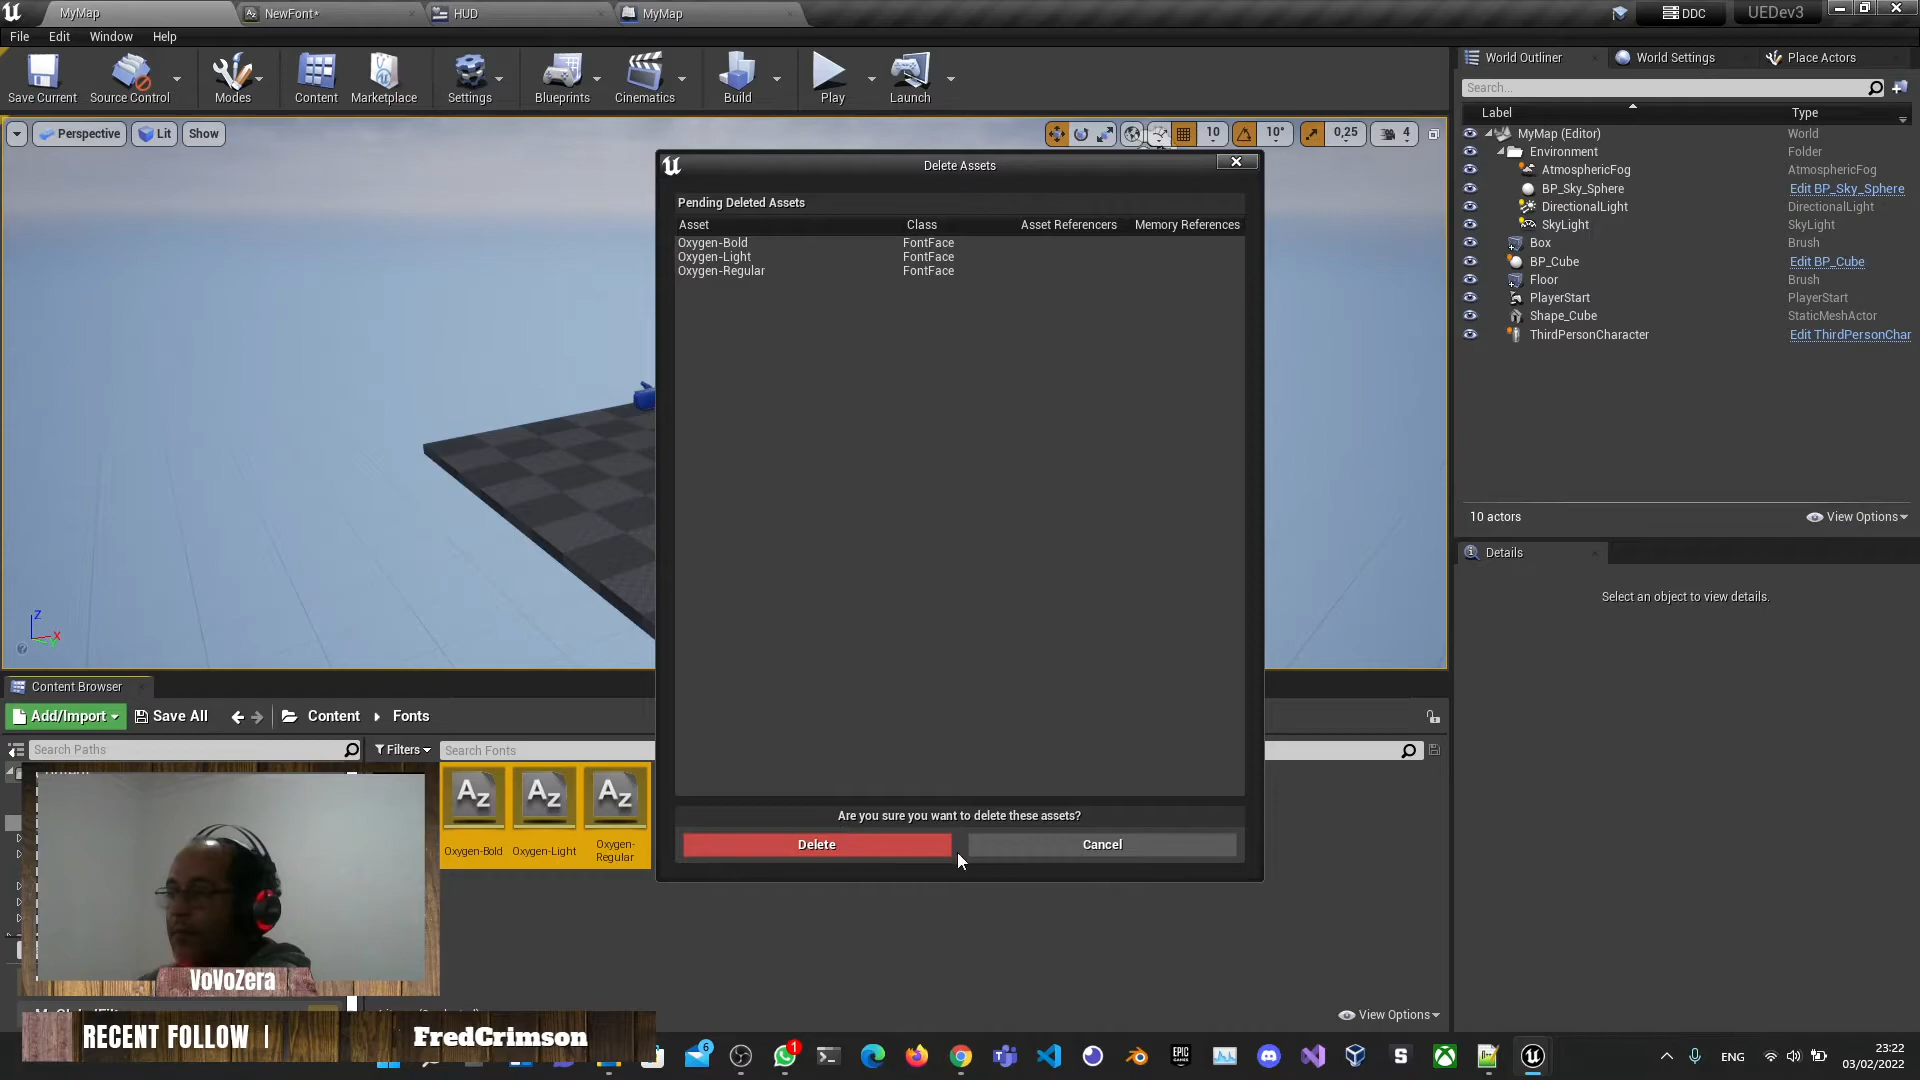 MyMap
NewFont*
HUD
MyMap
DDC
UEDev3
File
Edit
Window
Help
Save Current
Source Control
Modes
Content
Marketplace
Settings
Blueprints
Cinematics
Build
Play
Launch
World Outliner
World Settings
Place Actors
Search...
Label
Type
Perspective
Lit
Show
10
10°
0,25
4
MyMap (Editor)
World
Environment
Folder
AtmosphericFog
AtmosphericFog
BP_Sky_Sphere
Edit BP_Sky_Sphere
DirectionalLight
DirectionalLight
SkyLight
SkyLight
Box
Brush
BP_Cube
Edit BP_Cube
Floor
Brush
PlayerStart
PlayerStart
Shape_Cube
StaticMeshActor
ThirdPersonCharacter
Edit ThirdPersonChar
10 actors
View Options
Details
Select an object to view details.
Delete Assets
Pending Deleted Assets
Asset
Class
Asset Referencers
Memory References
Oxygen-Bold
FontFace
Oxygen-Light
FontFace
Oxygen-Regular
FontFace
Are you sure you want to delete these assets?
Delete
Cancel
Z
X
Content Browser
Add/Import
Save All
Content
Fonts
Search Paths
Filters
Search Fonts
Az
Az
Az
Oxygen-Bold
Oxygen-Light
Oxygen-
Regular
View Options
VoVoZera
RECENT FOLLOW |
FredCrimson
6
1
EPIC
GAMES
ENG
23:22
03/02/2022